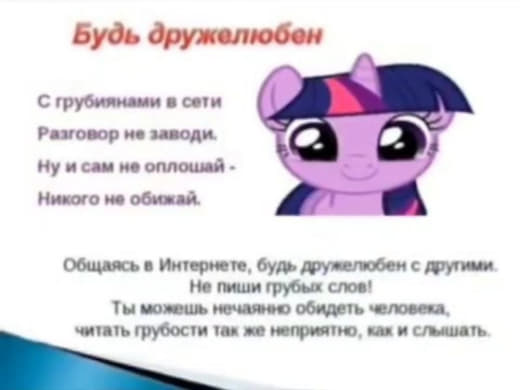 Будь дружелюбен
С грубиянами в сети
Разговор не заводи.
Ну и сам не оплошай -
Никого не обижай.
Общаясь в Интернете, будь дружелюбен с другими.
Не пиши грубых слов!
Ты можешь нечаянно обидеть человека,
читать грубости так же неприятно, как и слышать.